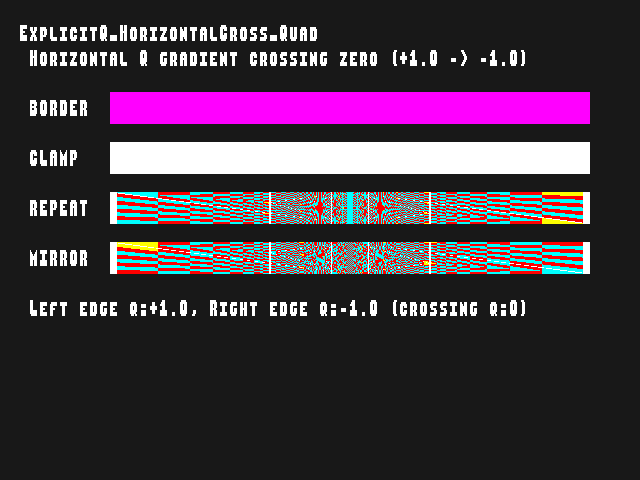 ExplicitQ_HorizontalCross_Quad
Horizontal Q gradient crossing zero (+1.0 -> -1.0)
BORDER
CLAMP
REPEAT
MIRROR
Left edge q:+1.0, Right edge q:-1.0 (crossing q:0)